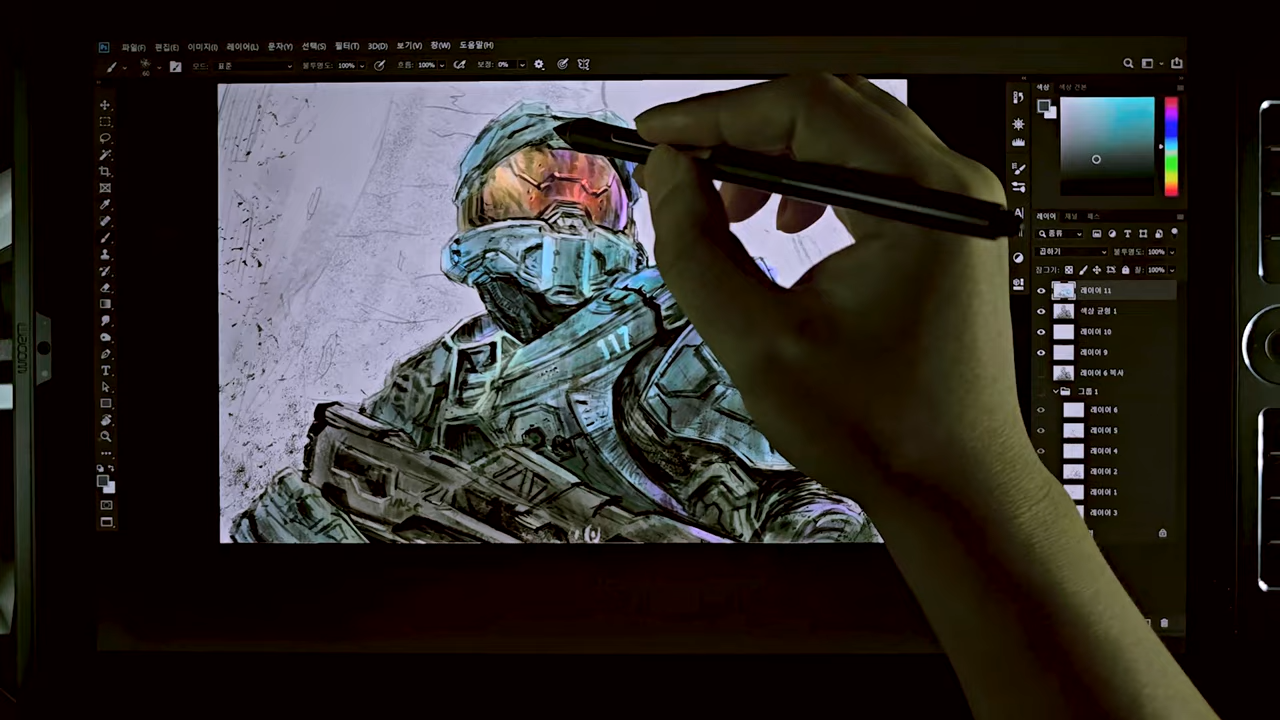 Ps 파일(F) 편집(E) 이미지(I) 레이어(L) 문자(Y) 선택(S) 필터(T) 3D(D) 보기(V) 창(W) 도움말(H)
60 모드: 표준 불투명도: 100% 흐름: 100% 보정: 0%
색상 색상 견본
레이어 채널 패스
종류
곱하기 불투명도: 100%
잠그기: 칠: 100%
레이어 11
색상 균형 1
레이어 10
레이어 9
레이어 6 복사
그룹 1
레이어 6
레이어 5
레이어 4
레이어 2
레이어 1
레이어 3
117
wacom